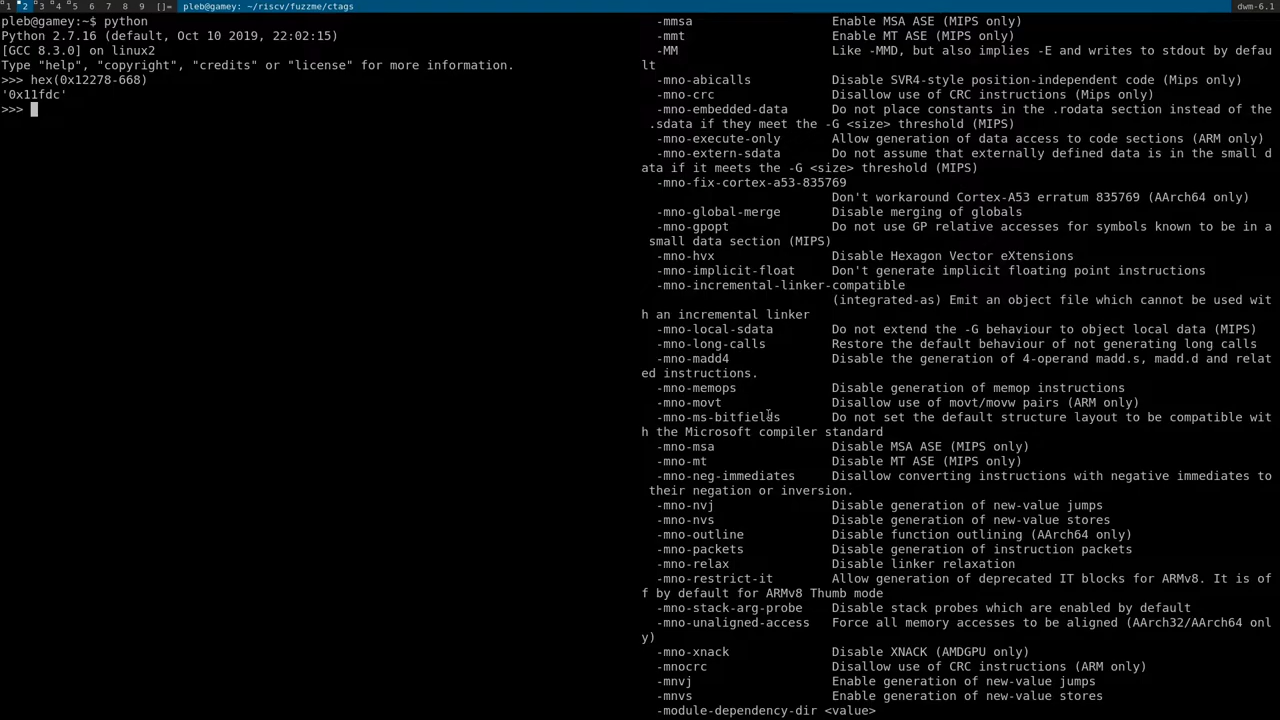 1 2 3 4 5 6 7 8 9 []= pleb@gamey: ~/riscv/fuzzme/ctags dwm-6.1
pleb@gamey:~$ python
Python 2.7.16 (default, Oct 10 2019, 22:02:15)
[GCC 8.3.0] on linux2
Type "help", "copyright", "credits" or "license" for more information.
>>> hex(0x12278-668)
'0x11fdc'
>>>
-mmsa Enable MSA ASE (MIPS only)
-mmt Enable MT ASE (MIPS only)
-MM Like -MMD, but also implies -E and writes to stdout by defau
lt
-mno-abicalls Disable SVR4-style position-independent code (Mips only)
-mno-crc Disallow use of CRC instructions (Mips only)
-mno-embedded-data Do not place constants in the .rodata section instead of the
.sdata if they meet the -G <size> threshold (MIPS)
-mno-execute-only Allow generation of data access to code sections (ARM only)
-mno-extern-sdata Do not assume that externally defined data is in the small d
ata if it meets the -G <size> threshold (MIPS)
-mno-fix-cortex-a53-835769
Don't workaround Cortex-A53 erratum 835769 (AArch64 only)
-mno-global-merge Disable merging of globals
-mno-gpopt Do not use GP relative accesses for symbols known to be in a
small data section (MIPS)
-mno-hvx Disable Hexagon Vector eXtensions
-mno-implicit-float Don't generate implicit floating point instructions
-mno-incremental-linker-compatible
(integrated-as) Emit an object file which cannot be used wit
h an incremental linker
-mno-local-sdata Do not extend the -G behaviour to object local data (MIPS)
-mno-long-calls Restore the default behaviour of not generating long calls
-mno-madd4 Disable the generation of 4-operand madd.s, madd.d and relat
ed instructions.
-mno-memops Disable generation of memop instructions
-mno-movt Disallow use of movt/movw pairs (ARM only)
-mno-ms-bitfields Do not set the default structure layout to be compatible wit
h the Microsoft compiler standard
-mno-msa Disable MSA ASE (MIPS only)
-mno-mt Disable MT ASE (MIPS only)
-mno-neg-immediates Disallow converting instructions with negative immediates to
their negation or inversion.
-mno-nvj Disable generation of new-value jumps
-mno-nvs Disable generation of new-value stores
-mno-outline Disable function outlining (AArch64 only)
-mno-packets Disable generation of instruction packets
-mno-relax Disable linker relaxation
-mno-restrict-it Allow generation of deprecated IT blocks for ARMv8. It is of
f by default for ARMv8 Thumb mode
-mno-stack-arg-probe Disable stack probes which are enabled by default
-mno-unaligned-access Force all memory accesses to be aligned (AArch32/AArch64 onl
y)
-mno-xnack Disable XNACK (AMDGPU only)
-mnocrc Disallow use of CRC instructions (ARM only)
-mnvj Enable generation of new-value jumps
-mnvs Enable generation of new-value stores
-module-dependency-dir <value>